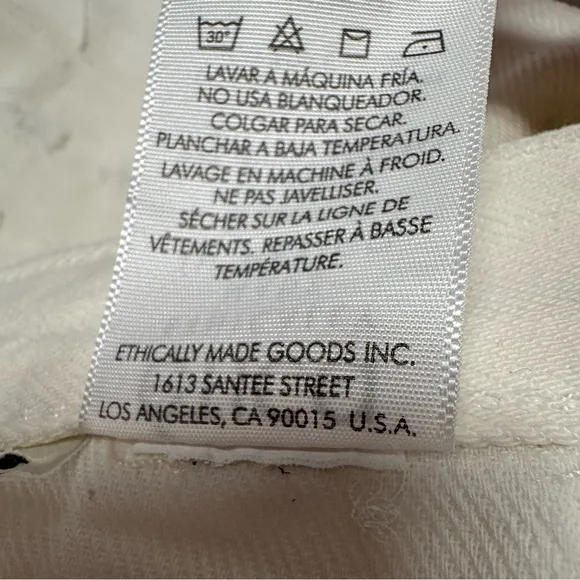 30°
LAVAR A MÁQUINA FRÍA.
NO USA BLANQUEADOR.
COLGAR PARA SECAR.
PLANCHAR A BAJA TEMPERATURA.
LAVAGE EN MACHINE À FROID.
NE PAS JAVELLISER.
SÉCHER SUR LA LIGNE DE
VÊTEMENTS. REPASSER À BASSE
TEMPÉRATURE.
ETHICALLY MADE GOODS INC.
1613 SANTEE STREET
LOS ANGELES, CA 90015 U.S.A.